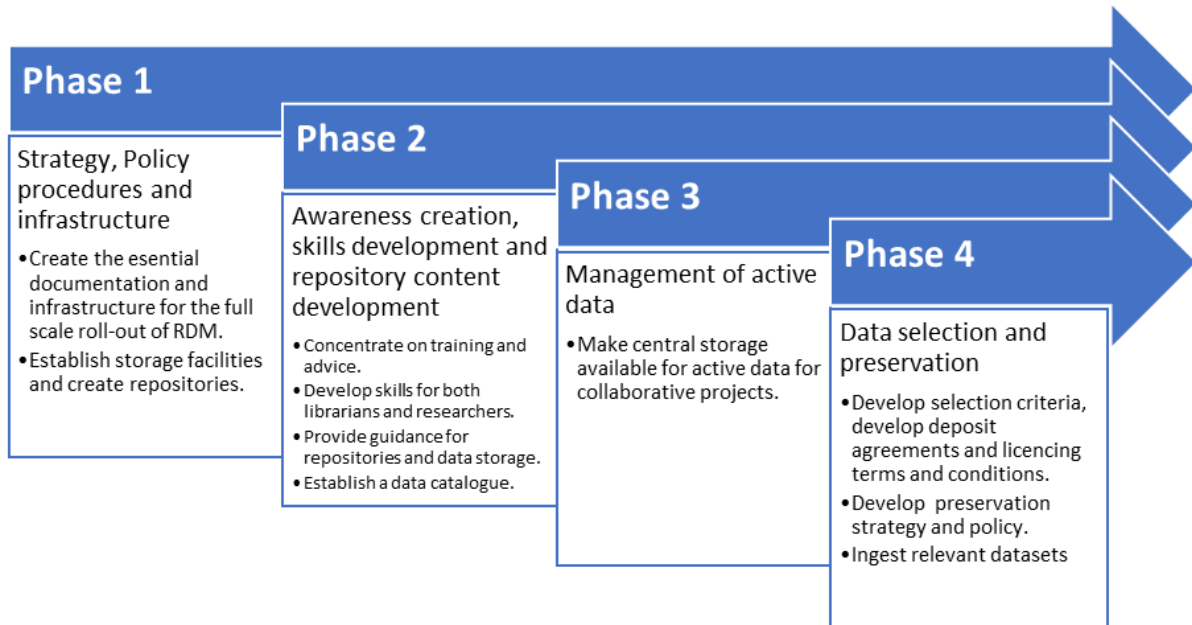 Phase 1
Strategy, Policy
procedures and
infrastructure
•Create the esential
documentation and
infrastructure for the full
scale roll-out of RDM.
•Establish storage facilities
and create repositories.
Phase 2
Awareness creation,
skills development and
repository content
development
•Concentrate on training and
advice.
•Develop skills for both
librarians and researchers.
•Provide guidance for
repositories and data storage.
•Establish a data catalogue.
Phase 3
Management of active
data
•Make central storage
available for active data for
collaborative projects.
Phase 4
Data selection and
preservation
•Develop selection criteria,
develop deposit
agreements and licencing
terms and conditions.
•Develop  preservation
strategy and policy.
•Ingest relevant datasets